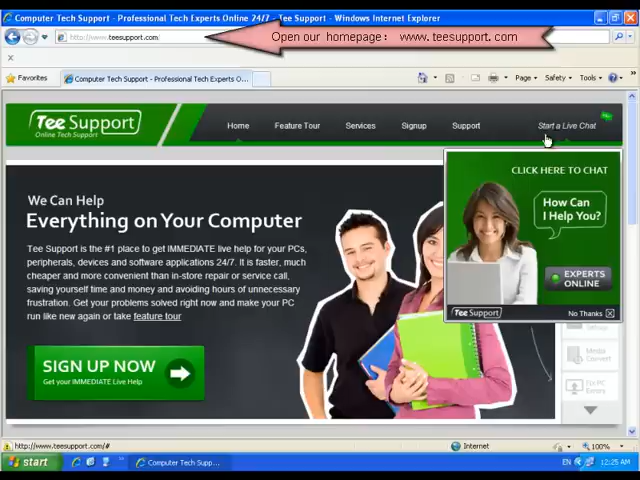 Computer Tech Support - Professional Tech Experts Online 24/7 - Tee Support - Windows Internet Explorer
http://www.teesupport.com
Open our homepage: www.teesupport.com
X
Favorites
Computer Tech Support - Professional Tech Experts O...
Page
Safety
Tools
Tee Support
Online Tech Support
Home
Feature Tour
Services
Signup
Support
Start a Live Chat
CLICK HERE TO CHAT
How Can
I Help You?
EXPERTS
ONLINE
Tee Support
No Thanks X
We Can Help
Everything on Your Computer
Tee Support is the #1 place to get IMMEDIATE live help for your PCs,
peripherals, devices and software applications 24/7. It is faster, much
cheaper and more convenient than in-store repair or service call,
saving yourself time and money and avoiding hours of unnecessary
frustration. Get your problems solved right now and make your PC
run like new again or take feature tour
SIGN UP NOW
Get your IMMEDIATE Live Help
Setup
Media
Convert
Fix PC
Errors
http://www.teesupport.com/#
Internet
100%
start
Computer Tech Supp...
EN
12:25 AM